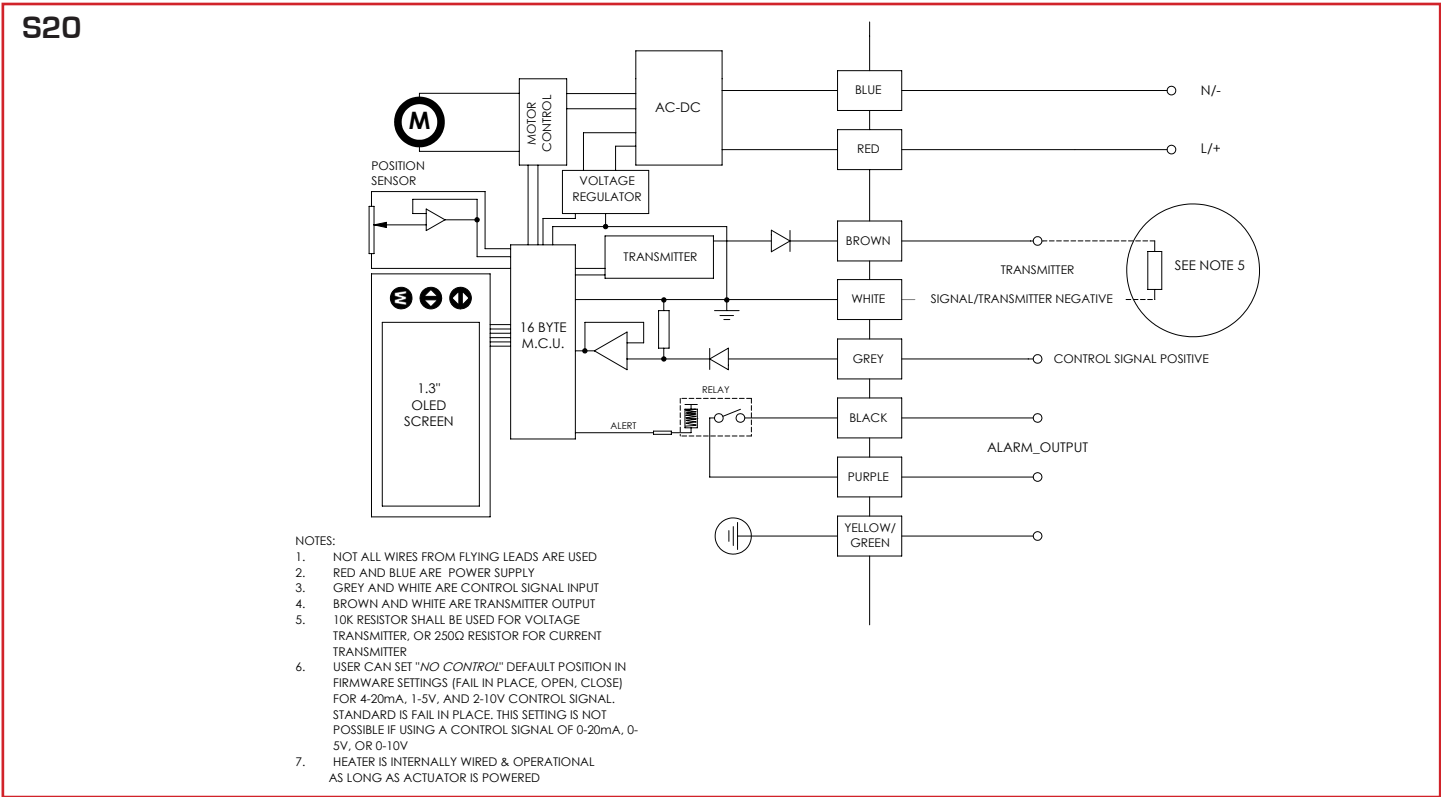 S20
M
MOTOR
CONTROL
AC-DC
BLUE
N/-
RED
L/+
POSITION
SENSOR
VOLTAGE
REGULATOR
TRANSMITTER
BROWN
TRANSMITTER
SEE NOTE 5
WHITE
SIGNAL/TRANSMITTER NEGATIVE
M
16 BYTE
M.C.U.
GREY
CONTROL SIGNAL POSITIVE
1.3"
OLED
SCREEN
RELAY
ALERT
BLACK
ALARM_OUTPUT
PURPLE
YELLOW/
GREEN
NOTES:
1. NOT ALL WIRES FROM FLYING LEADS ARE USED
2. RED AND BLUE ARE POWER SUPPLY
3. GREY AND WHITE ARE CONTROL SIGNAL INPUT
4. BROWN AND WHITE ARE TRANSMITTER OUTPUT
5. 10K RESISTOR SHALL BE USED FOR VOLTAGE
TRANSMITTER, OR 250Ω RESISTOR FOR CURRENT
TRANSMITTER
6. USER CAN SET "NO CONTROL" DEFAULT POSITION IN
FIRMWARE SETTINGS (FAIL IN PLACE, OPEN, CLOSE)
FOR 4-20mA, 1-5V, AND 2-10V CONTROL SIGNAL.
STANDARD IS FAIL IN PLACE. THIS SETTING IS NOT
POSSIBLE IF USING A CONTROL SIGNAL OF 0-20mA, 0-
5V, OR 0-10V
7. HEATER IS INTERNALLY WIRED & OPERATIONAL
AS LONG AS ACTUATOR IS POWERED